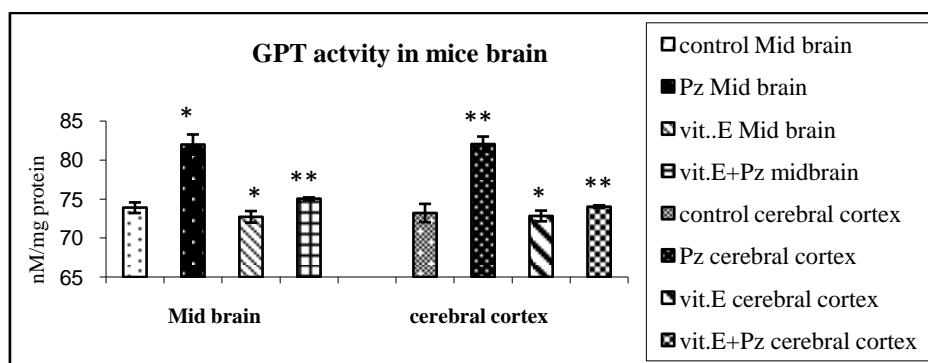 GPT actvity in mice brain
nM/mg protein
85
80
75
70
65
*
*
**
**
*
**
Mid brain
cerebral cortex
control Mid brain
Pz Mid brain
vit..E Mid brain
vit.E+Pz midbrain
control cerebral cortex
Pz cerebral cortex
vit.E cerebral cortex
vit.E+Pz cerebral cortex